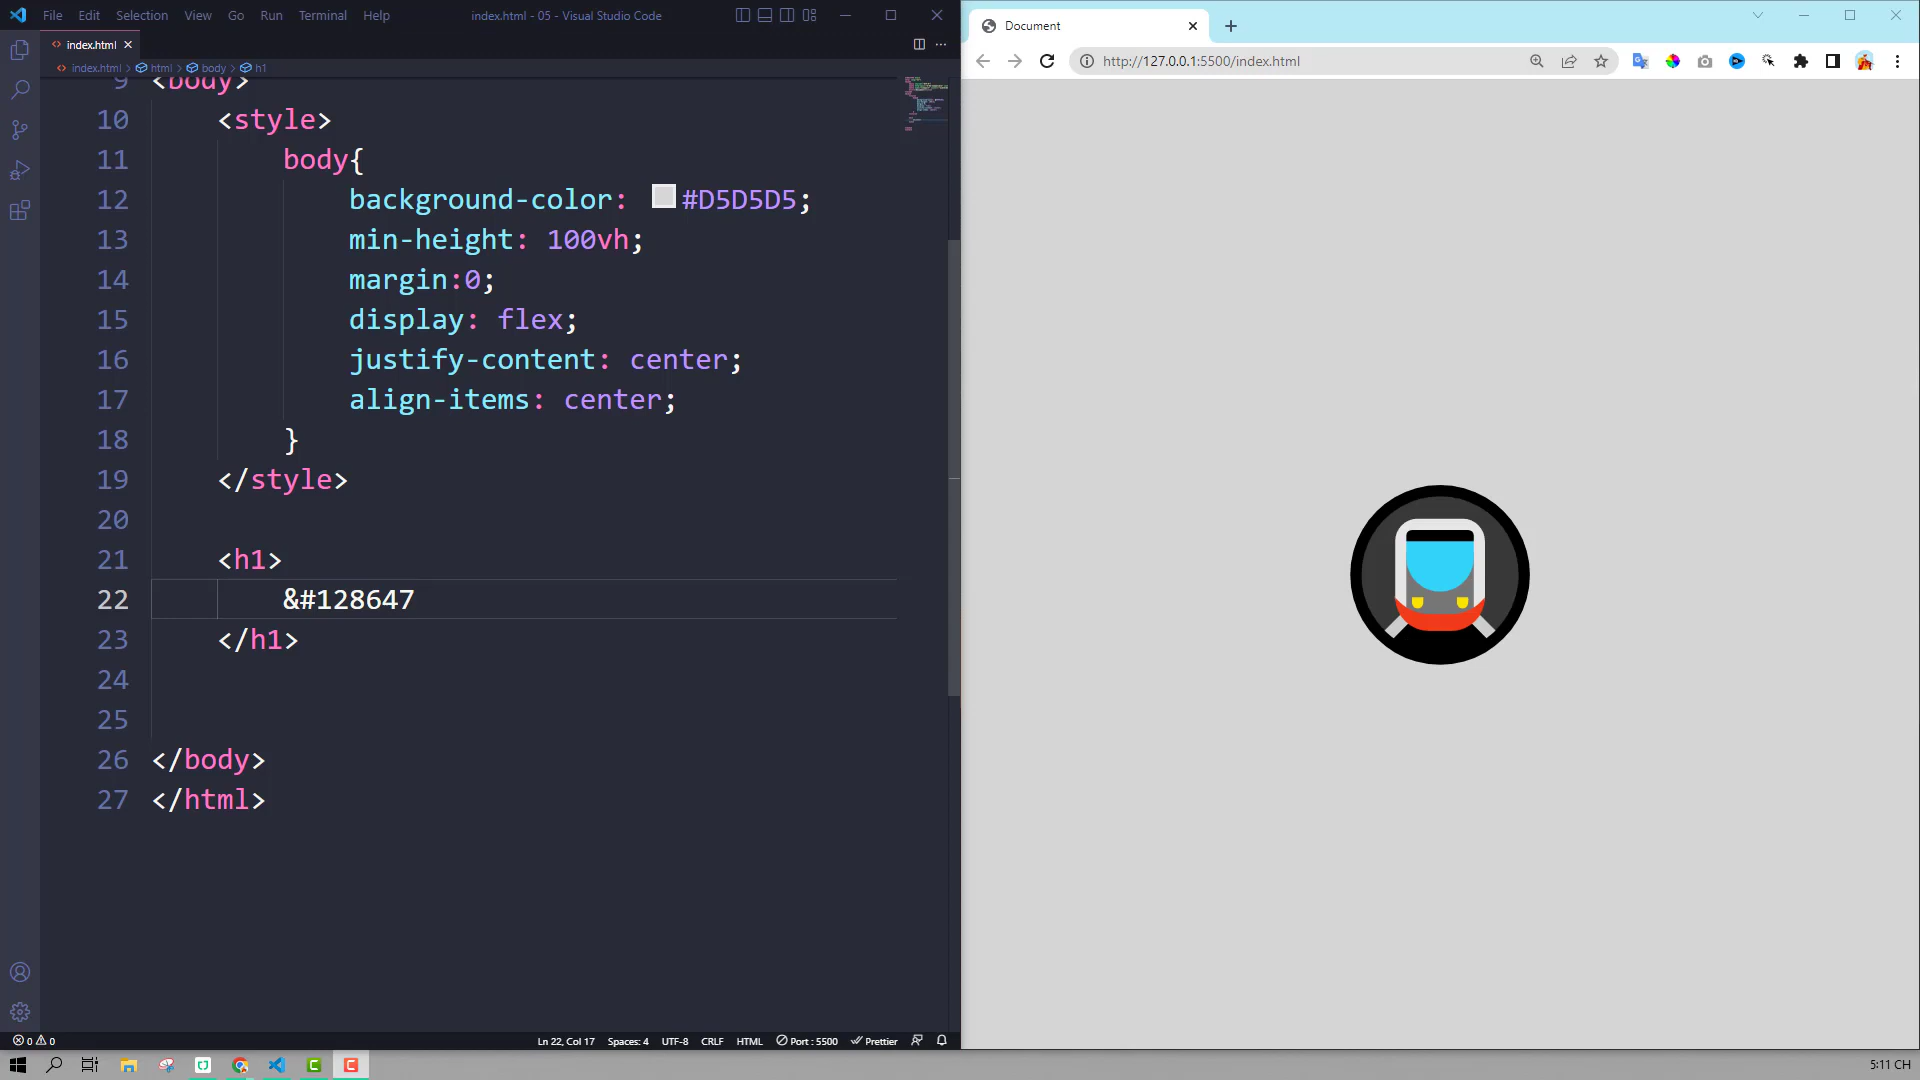 File Edit Selection View Go Run Terminal Help index.html - 05 - Visual Studio Code
index.html
index.html > html > body > h1
9 <body>
10 <style>
11 body{
12 background-color: #D5D5D5;
13 min-height: 100vh;
14 margin:0;
15 display: flex;
16 justify-content: center;
17 align-items: center;
18 }
19 </style>
20
21 <h1>
22 &#128647
23 </h1>
24
25
26 </body>
27 </html>
0 0 Ln 22, Col 17 Spaces: 4 UTF-8 CRLF HTML Port : 5500 Prettier
Document
http://127.0.0.1:5500/index.html
5:11 CH